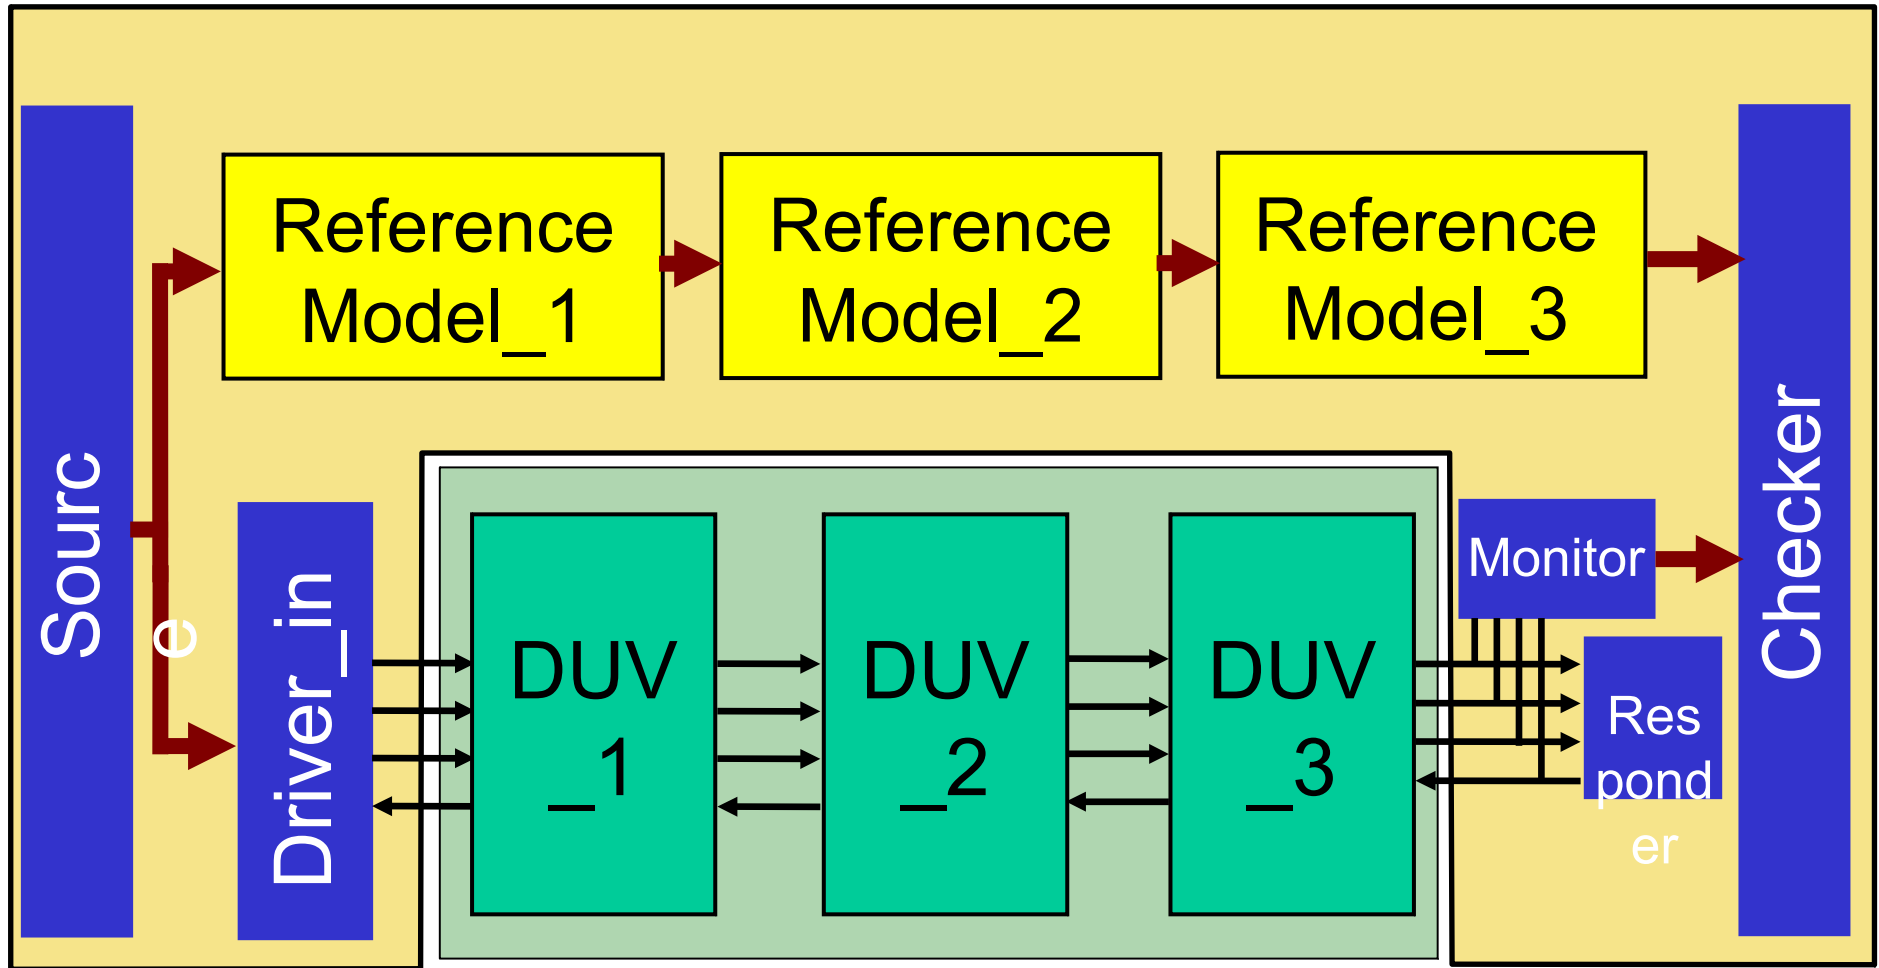 Reference
Model_1
Reference
Model_2
Reference
Model_3
Sourc
e
Driver_in
DUV
_1
DUV
_2
DUV
_3
Monitor
Res
pond
er
Checker